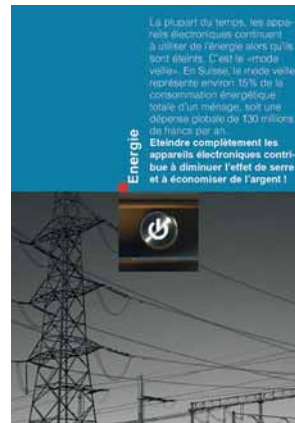 La plupart du temps, les appa-
reils électroniques continuent
à utiliser de l'énergie alors qu'ils
sont éteints. C'est le «mode
veille». En Suisse, le mode veille
représente environ 15% de la
consommation énergétique
totale d'un ménage, soit une
dépense globale de 130 millions
de francs par an.
Eteindre complètement les
appareils électroniques contri-
bue à diminuer l'effet de serre
et à économiser de l'argent !
Energie